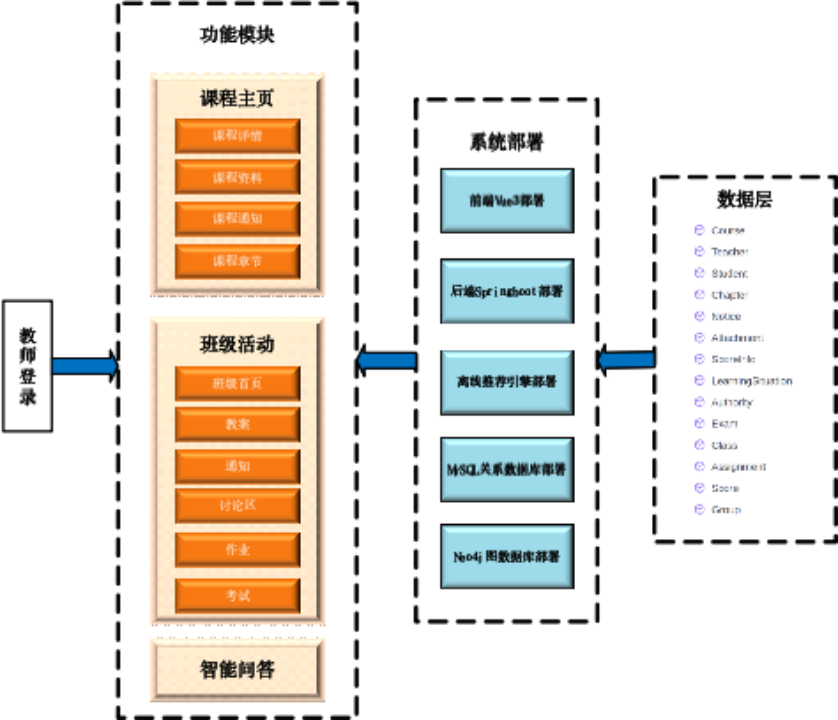 教师登录
功能模块
课程主页
课程详情
课程资料
课程通知
课程章节
班级活动
班级首页
教案
通知
讨论区
作业
考试
智能问答
系统部署
前端Vue3部署
后端Springboot部署
离线推荐引擎部署
MySQL关系数据库部署
Neo4j图数据库部署
数据层
Course
Teacher
Student
Chapter
Notice
Attachment
ScoreInfo
LearningSituation
Authority
Exam
Class
Assignment
Score
Group